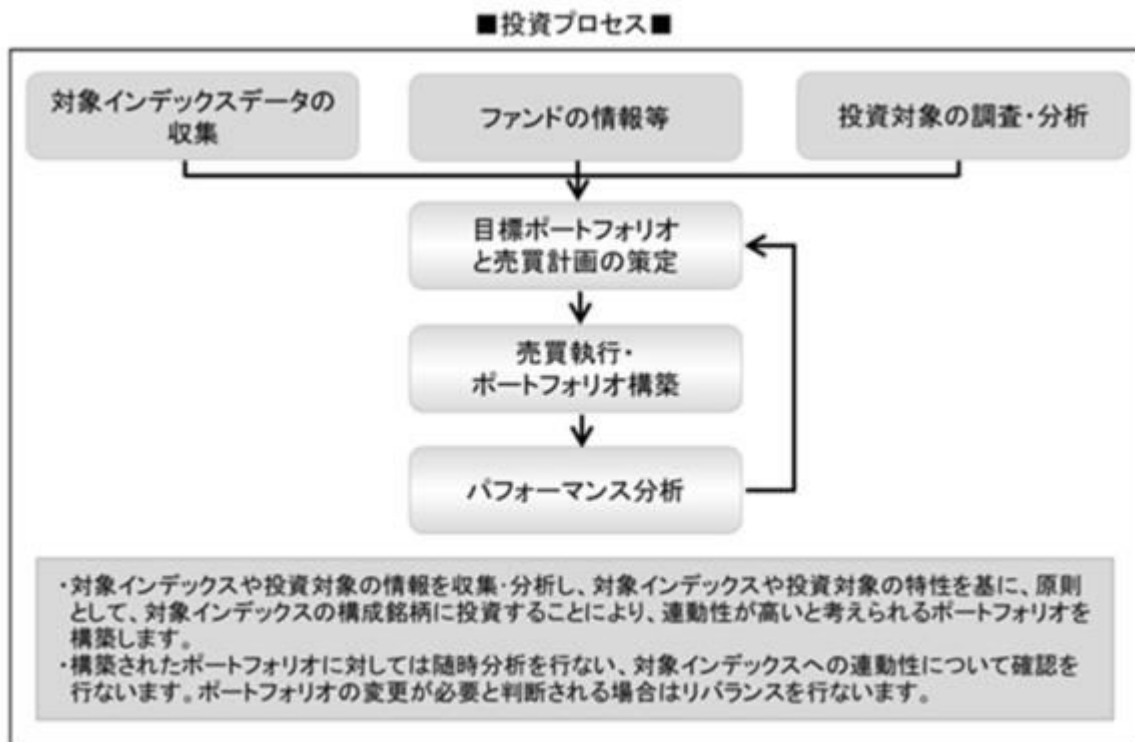 ■投資プロセス■
対象インデックスデータの
収集
ファンドの情報等
投資対象の調査・分析
目標ポートフォリオ
と売買計画の策定
売買執行・
ポートフォリオ構築
パフォーマンス分析
・対象インデックスや投資対象の情報を収集・分析し、対象インデックスや投資対象の特性を基に、原則
として、対象インデックスの構成銘柄に投資することにより、連動性が高いと考えられるポートフォリオを
構築します。
・構築されたポートフォリオに対しては随時分析を行ない、対象インデックスへの連動性について確認を
行ないます。ポートフォリオの変更が必要と判断される場合はリバランスを行ないます。